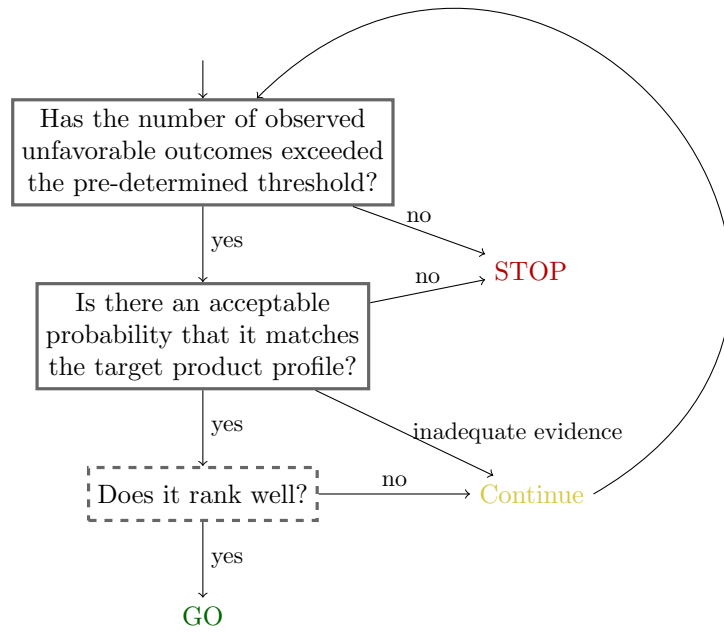 Has the number of observed
unfavorable outcomes exceeded
the pre-determined threshold?
no
yes
STOP
no
Is there an acceptable
probability that it matches
the target product profile?
yes
inadequate evidence
Does it rank well?
no
Continue
yes
GO